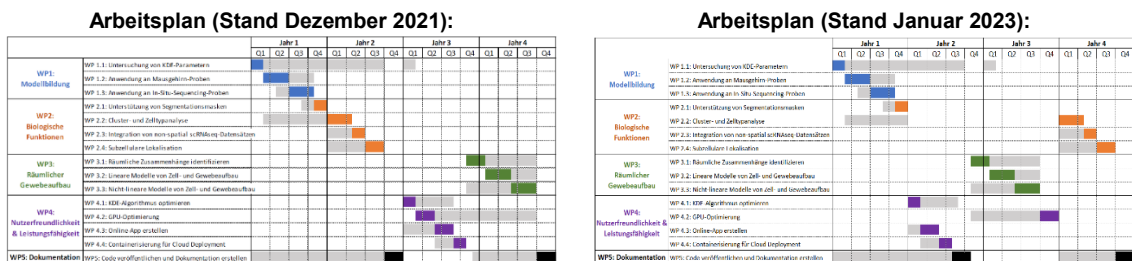 Arbeitsplan (Stand Dezember 2021):
Jahr 1 Jahr 2 Jahr 3 Jahr 4
Q1 Q2 Q3 Q4 Q1 Q2 Q3 Q4 Q1 Q2 Q3 Q4 Q1 Q2 Q3 Q4
WP1:
Modellbildung
WP 1.1: Untersuchung von KDE-Parametern
WP 1.2: Anwendung an Mausgehirn-Proben
WP 1.3: Anwendung an In-Situ-Sequencing-Proben
WP2:
Biologische
Funktionen
WP 2.1: Unterstützung von Segmentationsmasken
WP 2.2: Cluster- und Zelltypanalyse
WP 2.3: Integration von non-spatial scRNAseq-Datensätzen
WP 2.4: Subzelluläre Lokalisation
WP3:
Räumlicher
Gewebeaufbau
WP 3.1: Räumliche Zusammenhänge identifizieren
WP 3.2: Lineare Modelle von Zell- und Gewebeaufbau
WP 3.3: Nicht-lineare Modelle von Zell- und Gewebeaufbau
WP4:
Nutzerfreundlichkeit
& Leistungsfähigkeit
WP 4.1: KDE-Algorithmus optimieren
WP 4.2: GPU-Optimierung
WP 4.3: Online-App erstellen
WP 4.4: Containerisierung für Cloud Deployment
WP5: Dokumentation WP5: Code veröffentlichen und Dokumentation erstellen
Arbeitsplan (Stand Januar 2023):
Jahr 1 Jahr 2 Jahr 3 Jahr 4
Q1 Q2 Q3 Q4 Q1 Q2 Q3 Q4 Q1 Q2 Q3 Q4 Q1 Q2 Q3 Q4
WP1:
Modellbildung
WP 1.1: Untersuchung von KDE-Parametern
WP 1.2: Anwendung an Mausgehirn-Proben
WP 1.3: Anwendung an In Situ Sequencing-Proben
WP2:
Biologische
Funktionen
WP 2.1: Unterstützung von Segmentationsmasken
WP 2.2: Cluster- und Zelltypanalyse
WP 2.3: Integration von non-spatial scRNAseq-Datensätzen
WP 2.4: Subzelluläre Lokalisation
WP3:
Räumlicher
Gewebeaufbau
WP 3.1: Räumliche Zusammenhänge identifizieren
WP 3.2: Lineare Modelle von Zell- und Gewebeaufbau
WP 3.3: Nicht-lineare Modelle von Zell- und Gewebeaufbau
WP4:
Nutzerfreundlichkeit &
Leistungsfähigkeit
WP 4.1: KDE-Algorithmus optimieren
WP 4.2: GPU-Optimierung
WP 4.3: Online-App erstellen
WP 4.4: Containerisierung für Cloud Deployment
WP5: Dokumentation WP5: Code veröffentlichen und Dokumentation erstellen